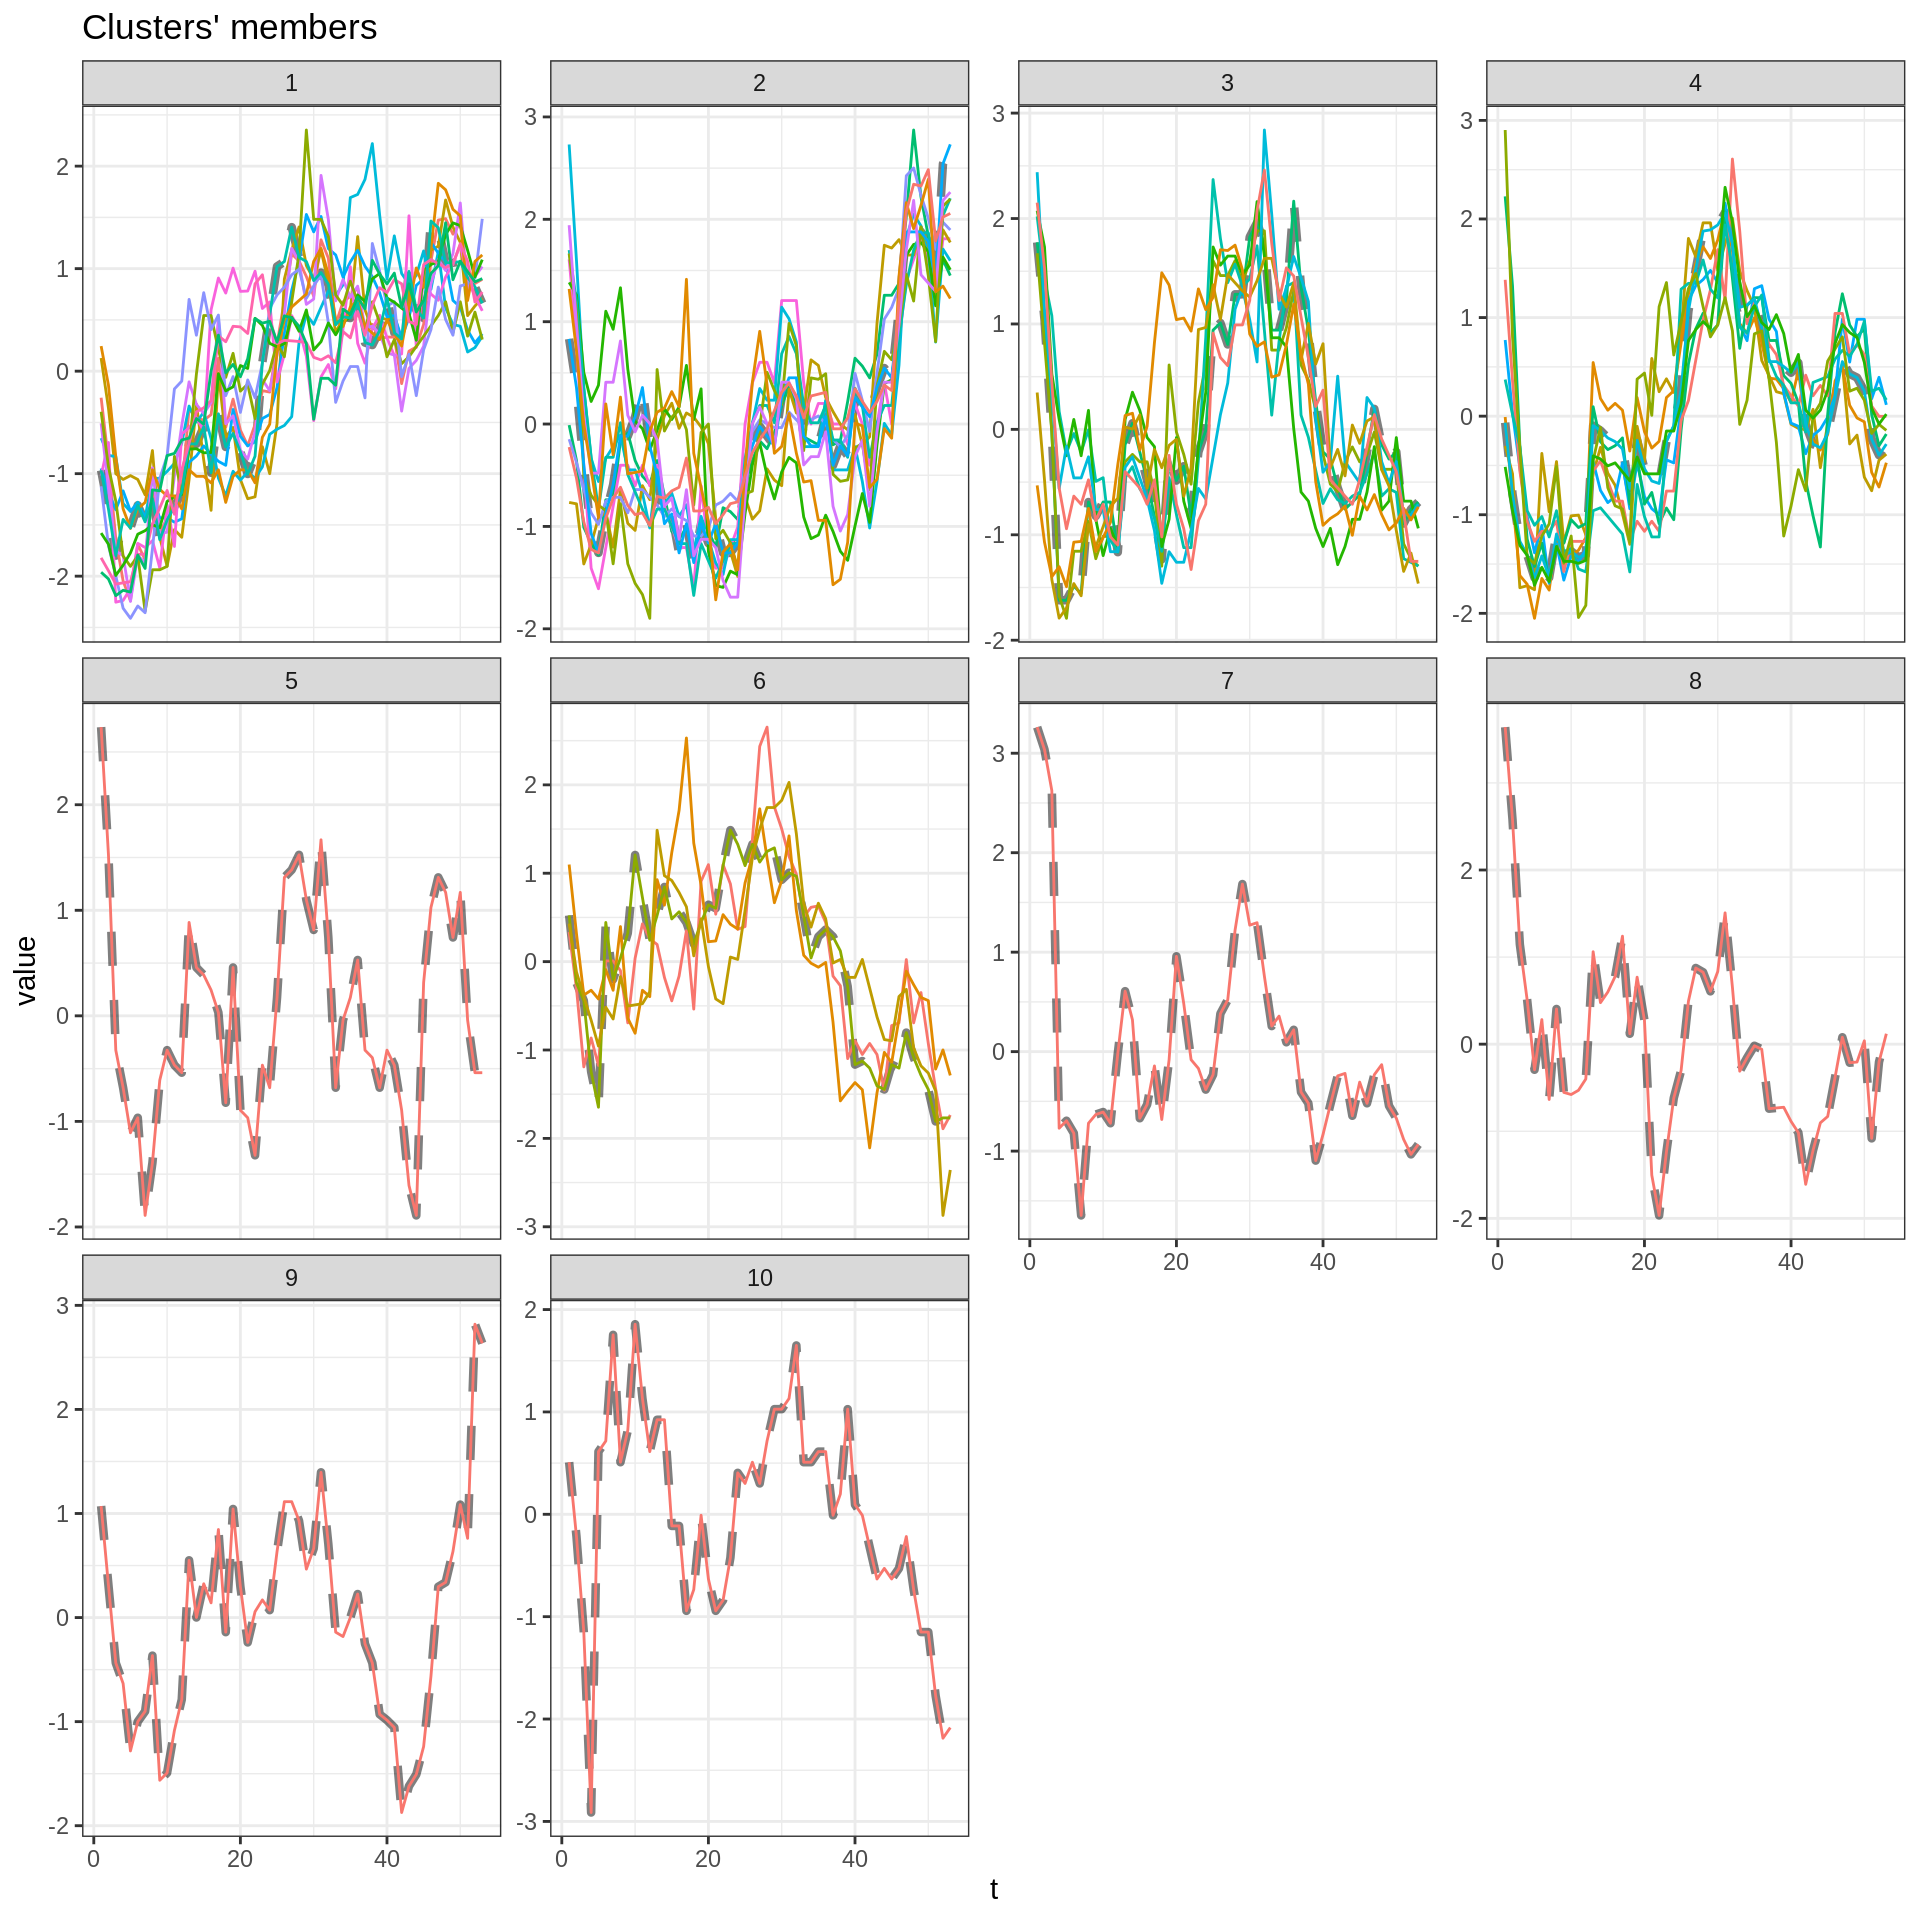 Clusters' members
1 2 3 4
2 1 0 -1 -2
3 2 1 0 -1 -2
3 2 1 0 -1 -2
3 2 1 0 -1 -2
5 6 7 8
2 1 0 -1 -2
2 1 0 -1 -2 -3
3 2 1 0 -1
2 0 -2
0 20 40 0 20 40
9 10
3 2 1 0 -1 -2
2 1 0 -1 -2 -3
0 20 40 0 20 40
value
t